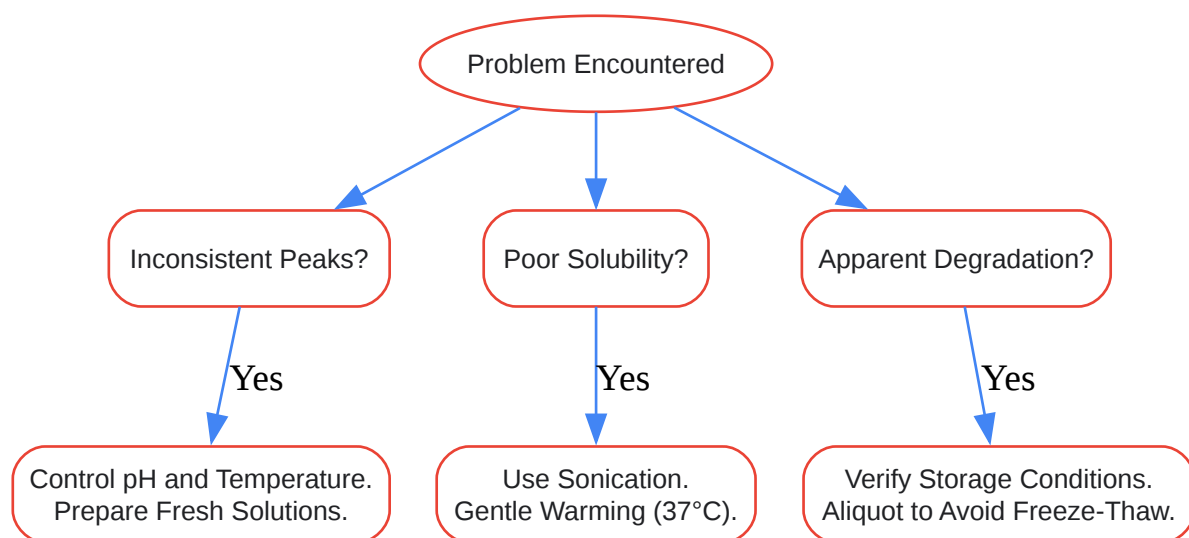 Problem Encountered
Inconsistent Peaks?
Poor Solubility?
Apparent Degradation?
Yes
Yes
Yes
Control pH and Temperature.
Prepare Fresh Solutions.
Use Sonication.
Gentle Warming (37°C).
Verify Storage Conditions.
Aliquot to Avoid Freeze-Thaw.